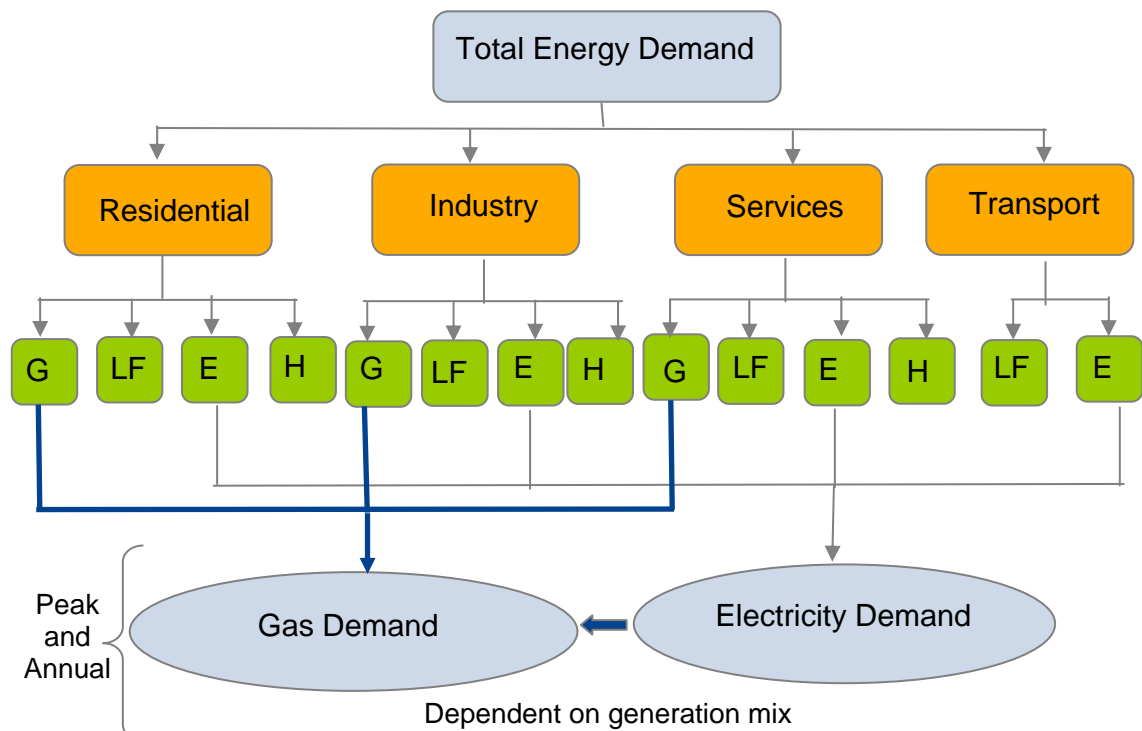 Total Energy Demand
Residential
Industry
Services
Transport
G
LF
E
H
G
LF
E
H
G
LF
E
H
LF
E
Peak
and
Annual
Gas Demand
Electricity Demand
Dependent on generation mix